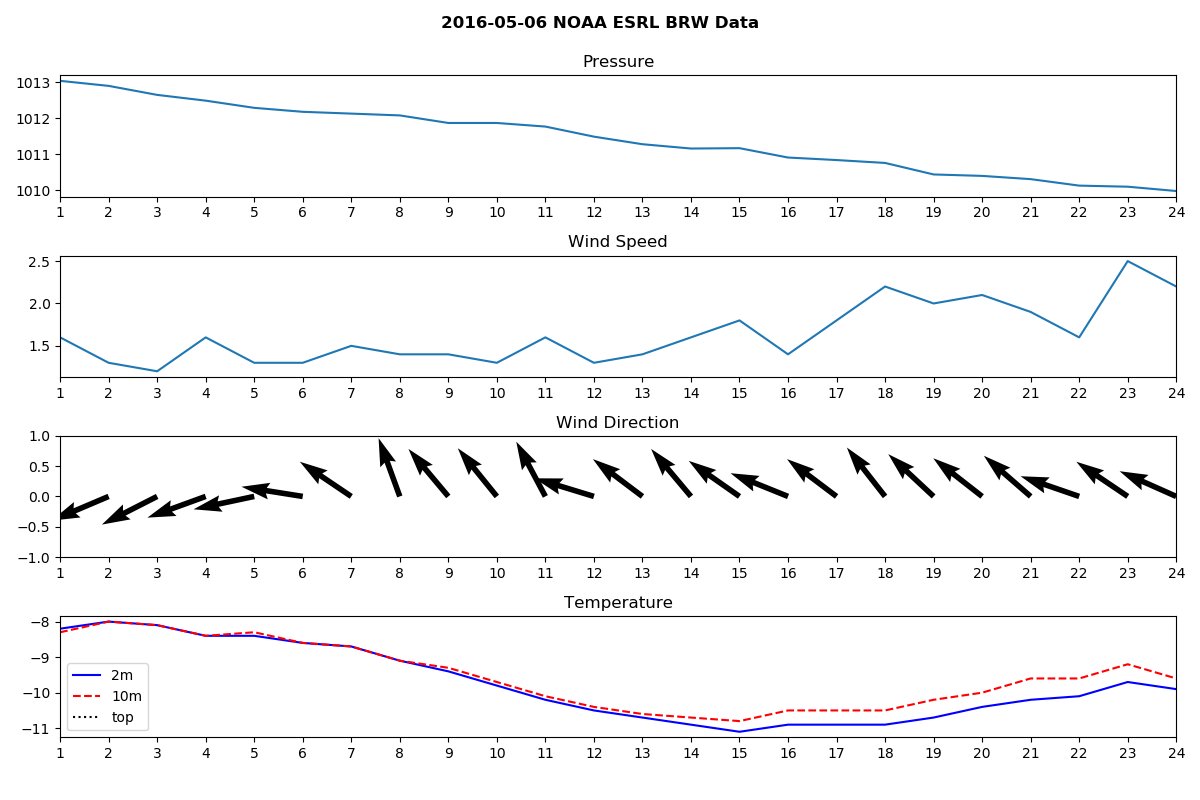 2016-05-06 NOAA ESRL BRW Data
Pressure
1013
1012
1011
1010
1 2 3 4 5 6 7 8 9 10 11 12 13 14 15 16 17 18 19 20 21 22 23 24
Wind Speed
2.5
2.0
1.5
1 2 3 4 5 6 7 8 9 10 11 12 13 14 15 16 17 18 19 20 21 22 23 24
Wind Direction
1.0
0.5
0.0
−0.5
−1.0
1 2 3 4 5 6 7 8 9 10 11 12 13 14 15 16 17 18 19 20 21 22 23 24
Temperature
−8
−9
−10
−11
2m
10m
top
1 2 3 4 5 6 7 8 9 10 11 12 13 14 15 16 17 18 19 20 21 22 23 24